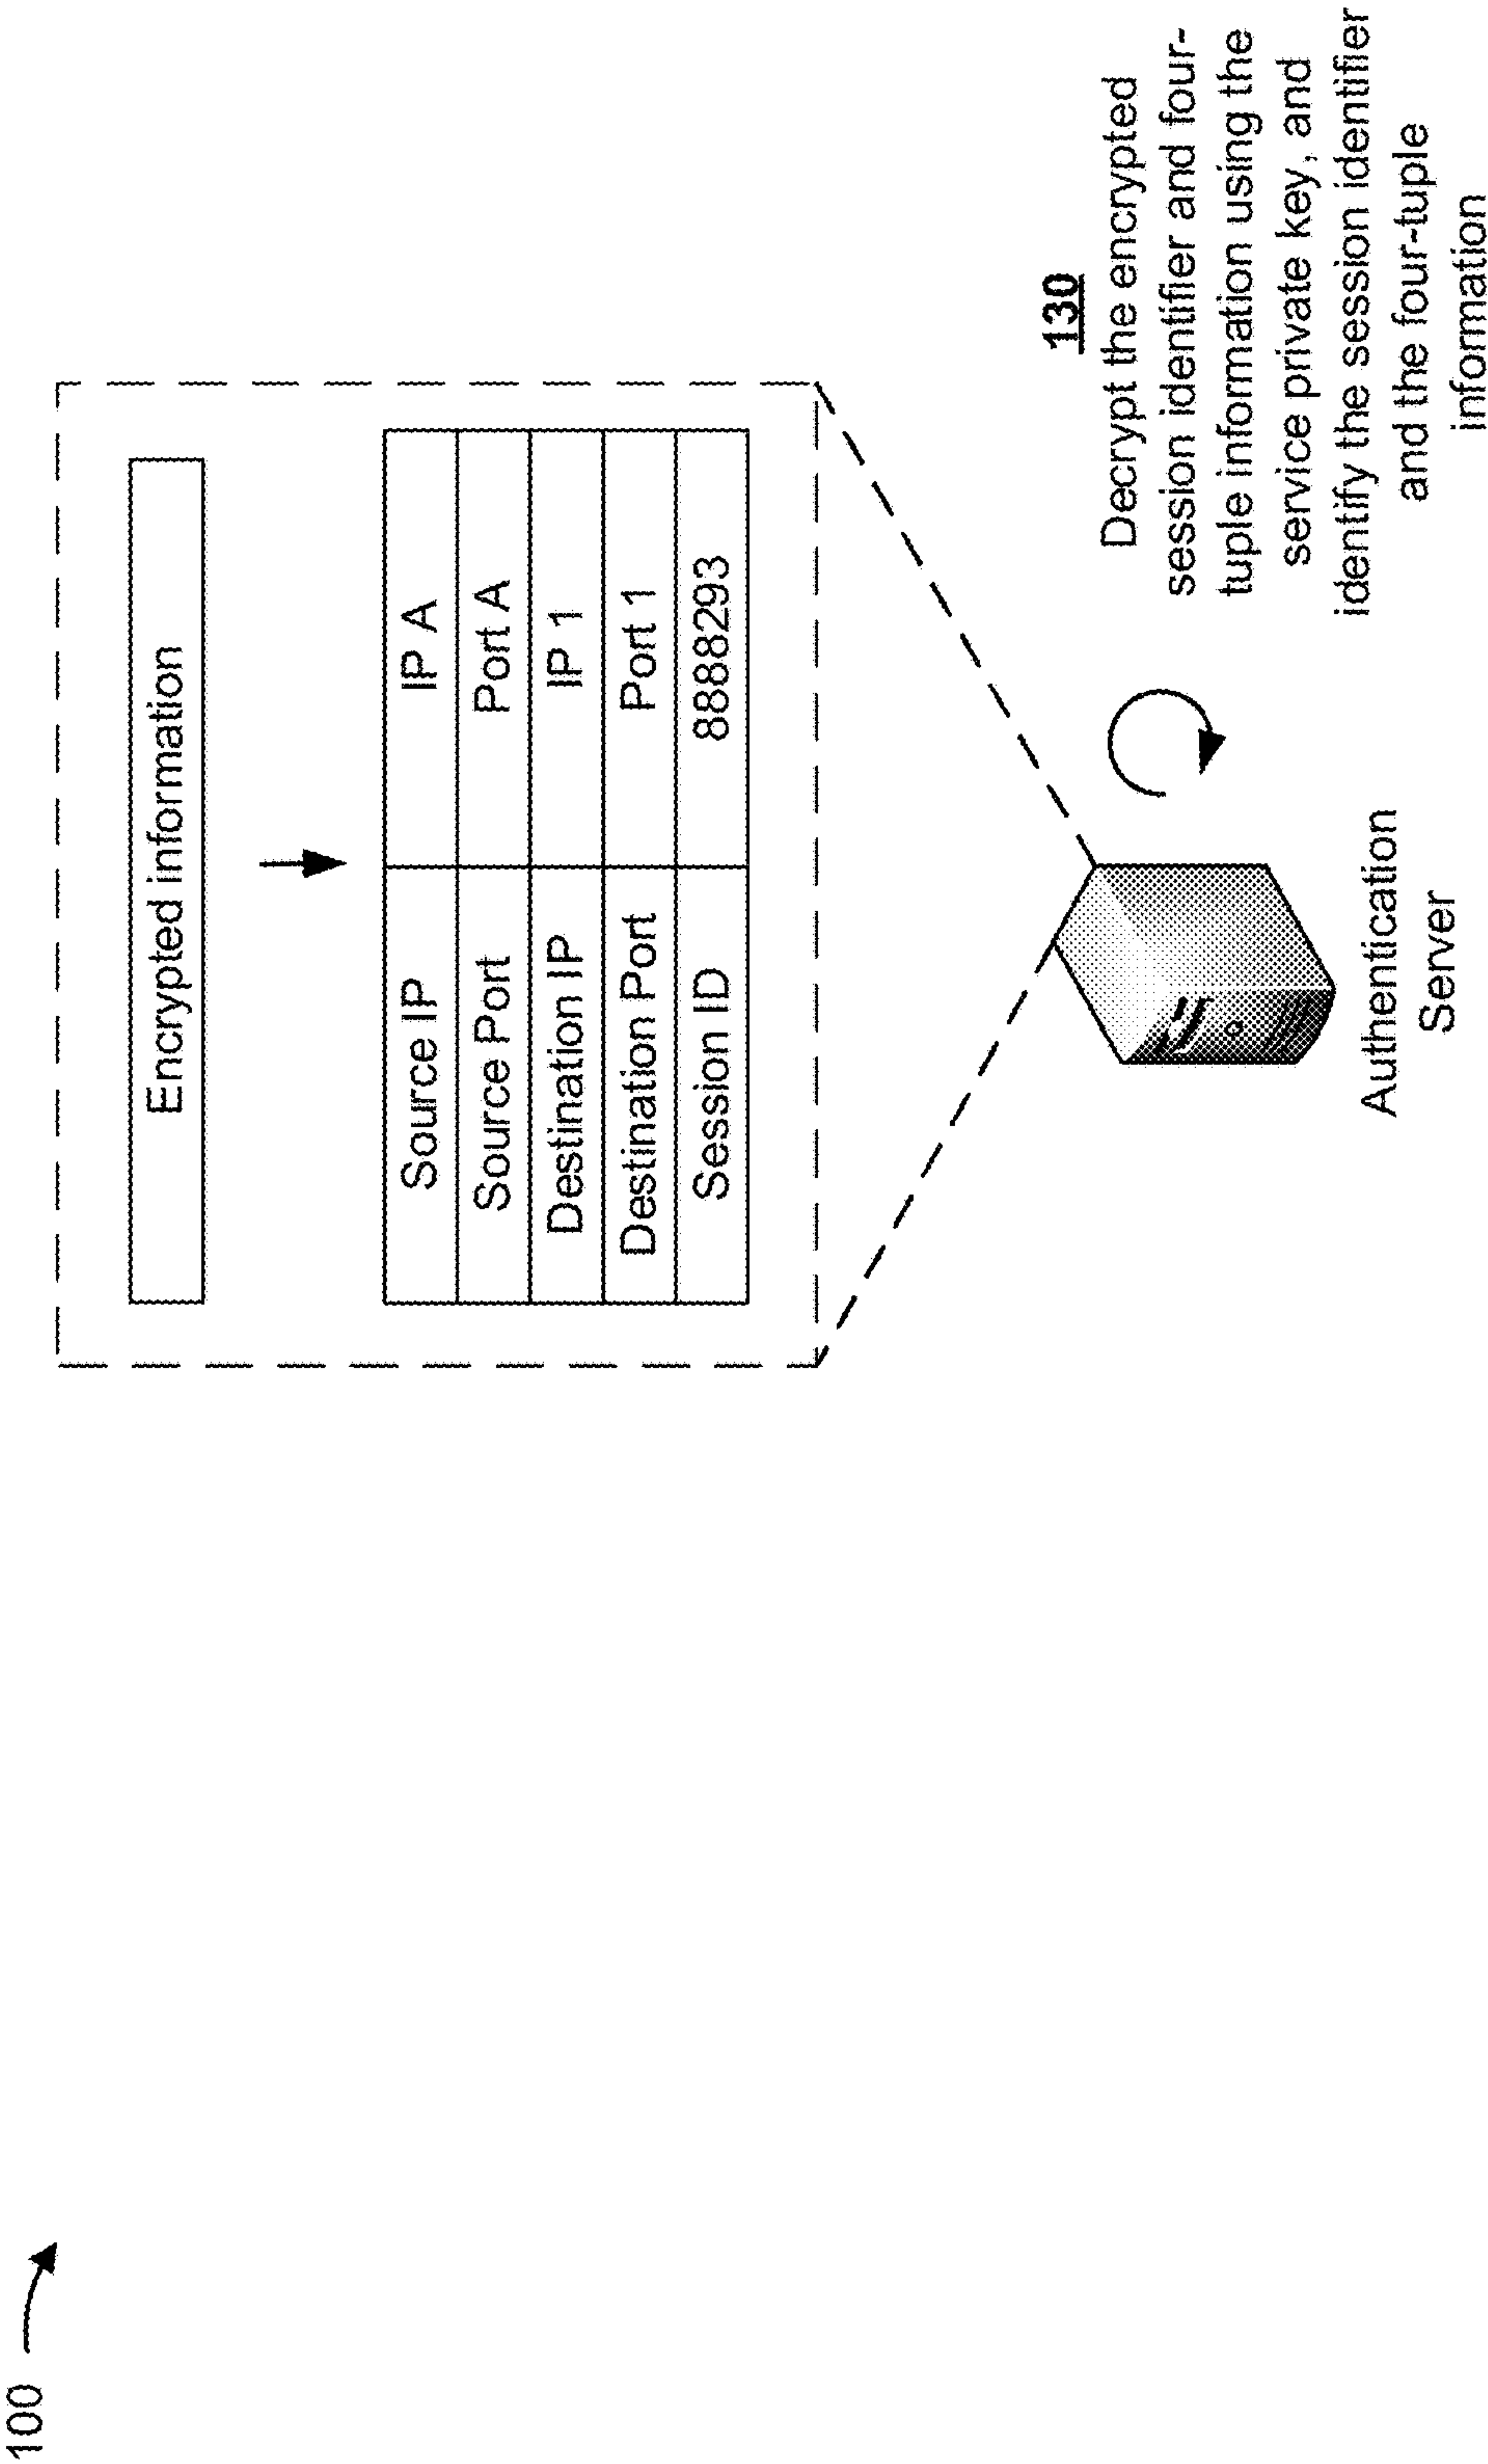 100
Encrypted information
Source IP
IP A
Source Port
Port A
Destination IP
IP 1
Destination Port
Port 1
Session ID
8888293
130
Decrypt the encrypted
session identifier and four-
tuple information using the
service private key, and
identify the session identifier
and the four-tuple
information
Authentication
Server